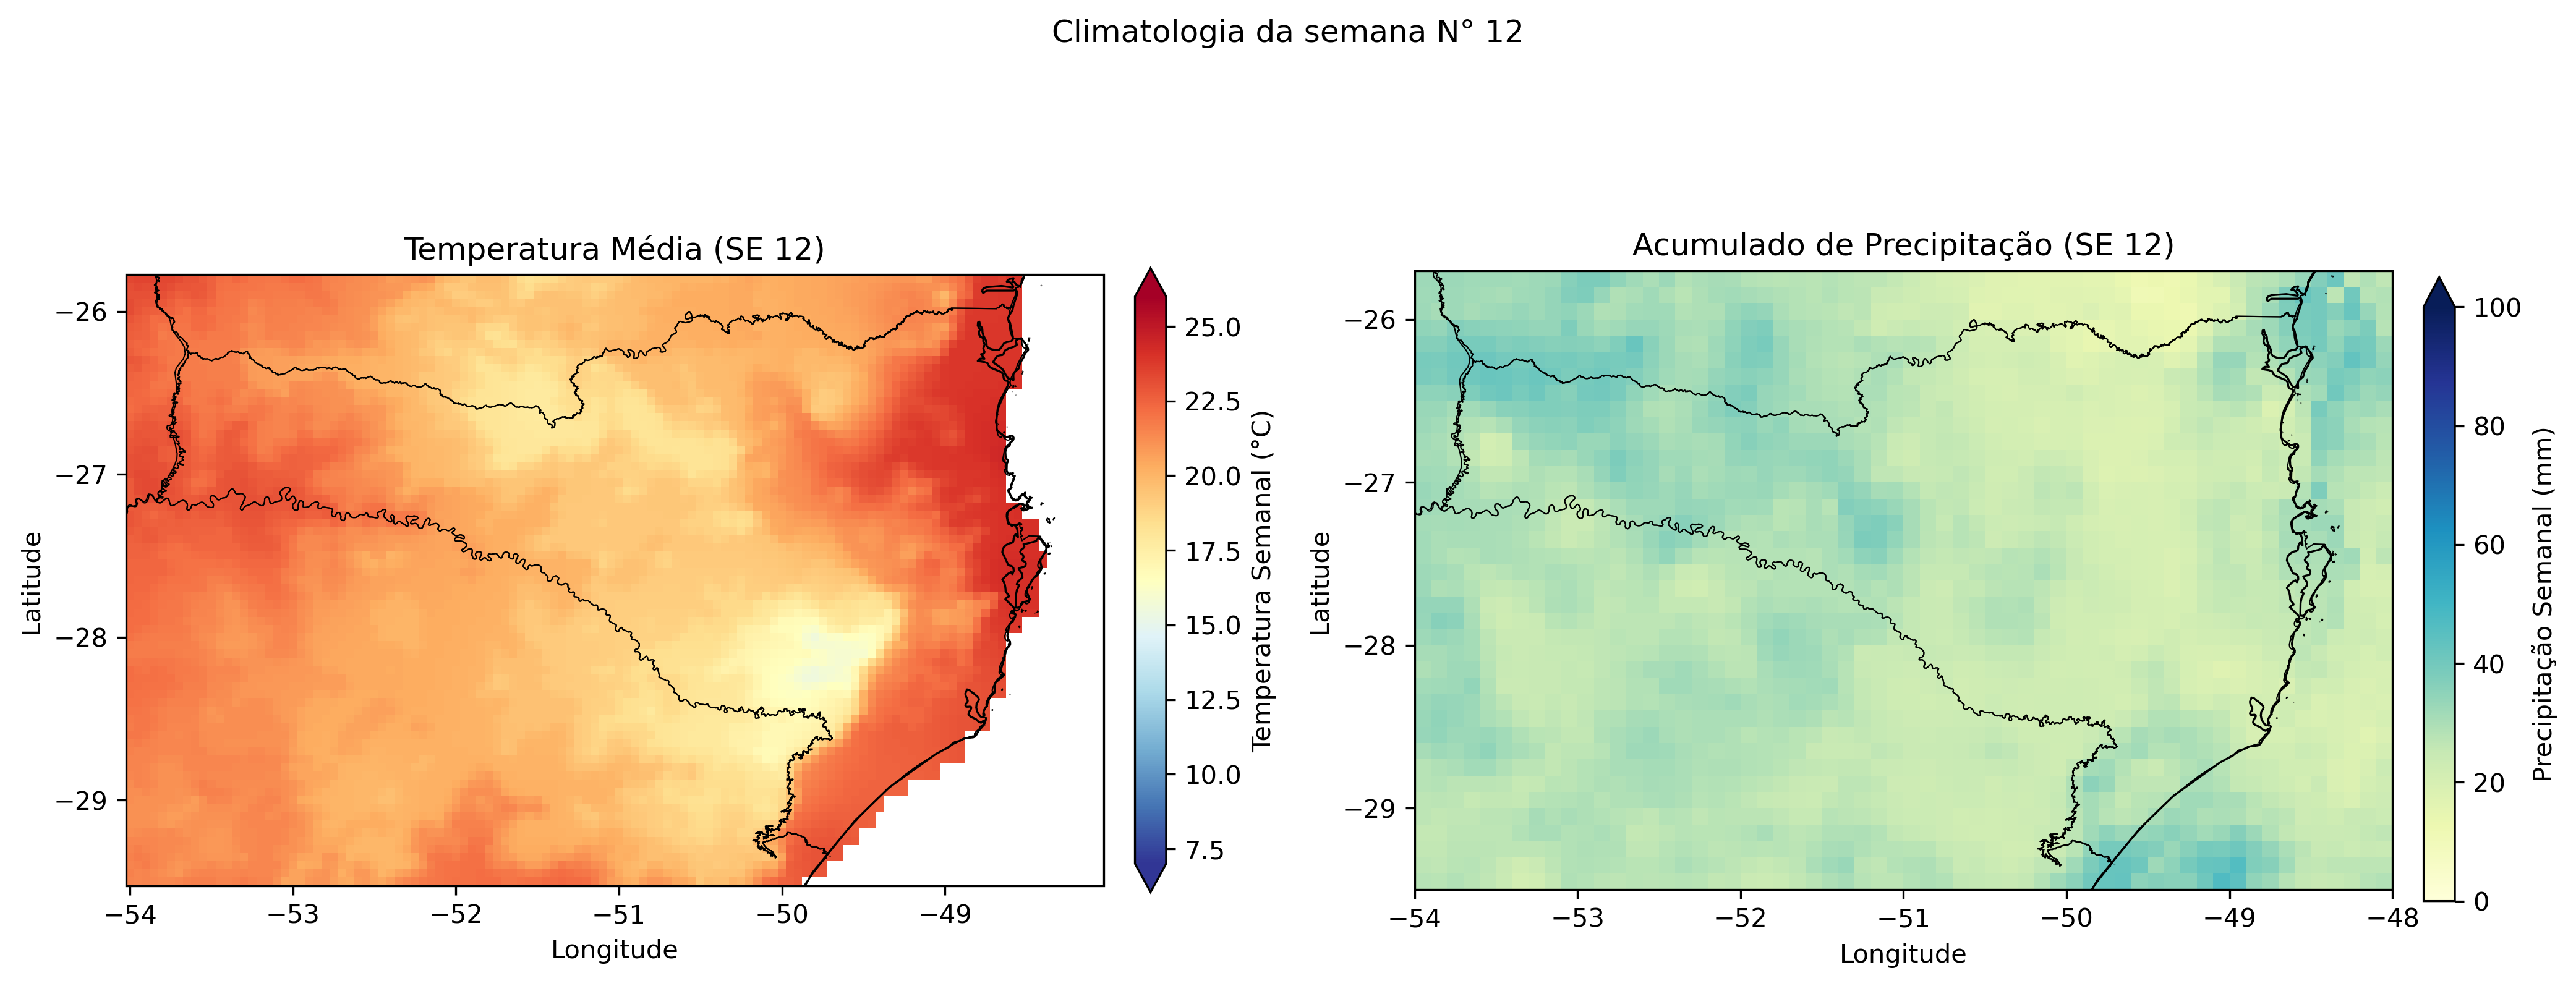 Climatologia da semana N° 12
Temperatura Média (SE 12)
−26
−27
−28
−29
Latitude
−54 −53 −52 −51 −50 −49
Longitude
25.0
22.5
20.0
17.5
15.0
12.5
10.0
7.5
Temperatura Semanal (°C)
Acumulado de Precipitação (SE 12)
−26
−27
−28
−29
Latitude
−54 −53 −52 −51 −50 −49 −48
Longitude
100
80
60
40
20
0
Precipitação Semanal (mm)